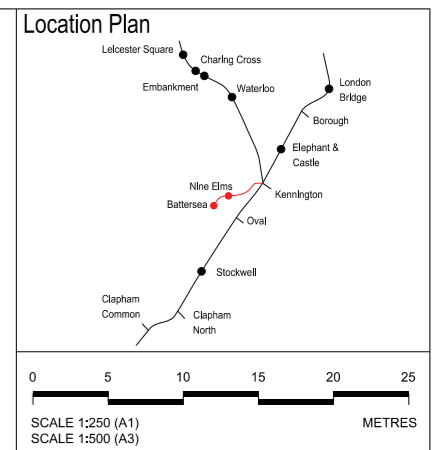 Location Plan
Leicester Square
Charing Cross
Embankment
Waterloo
London
Bridge
Borough
Elephant &
Castle
Nine Elms
Kennington
Battersea
Oval
Stockwell
Clapham
Common
Clapham
North
0 5 10 15 20 25
SCALE 1:250 (A1) METRES
SCALE 1:500 (A3)